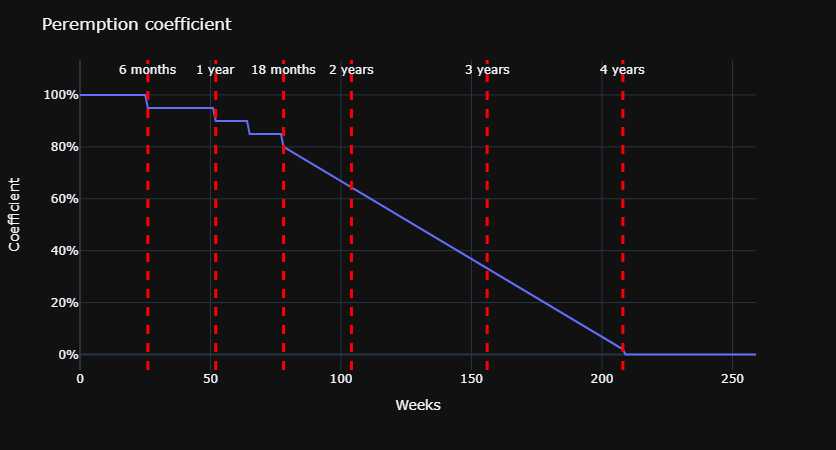 Peremption coefficient
6 months 1 year 18 months 2 years 3 years 4 years
100%
80%
60%
40%
20%
0%
Coefficient
0 50 100 150 200 250
Weeks